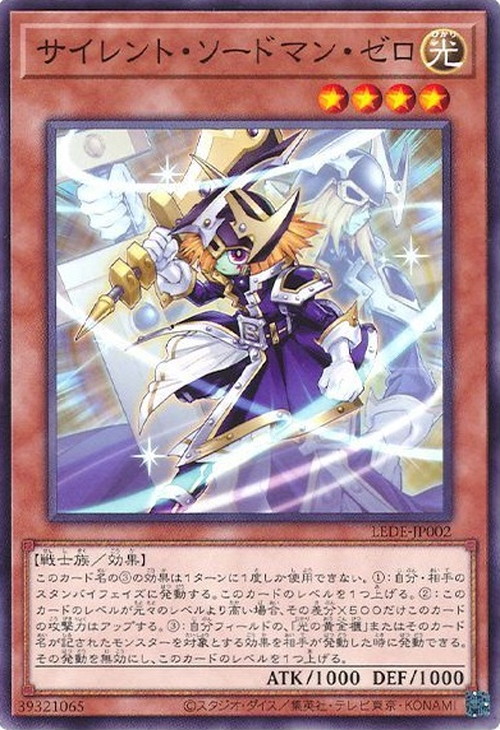 サイレント・ソードマン・ゼロ
光
LEDE-JP002
【戦士族/効果】
このカード名の③の効果は1ターンに1度しか使用できない。①:自分・相手の
スタンバイフェイズに発動する。このカードのレベルを1つ上げる。②:この
カードのレベルが元々のレベルより高い場合、その差分×500だけこのカード
の攻撃力はアップする。③:自分フィールドの、「光の黄金櫃」またはそのカード
名が記されたモンスターを対象とする効果を相手が発動した時に発動できる。
その発動を無効にし、このカードのレベルを1つ上げる。
ATK/1000 DEF/1000
39321065 ©スタジオ・ダイス/集英社・テレビ東京・KONAMI